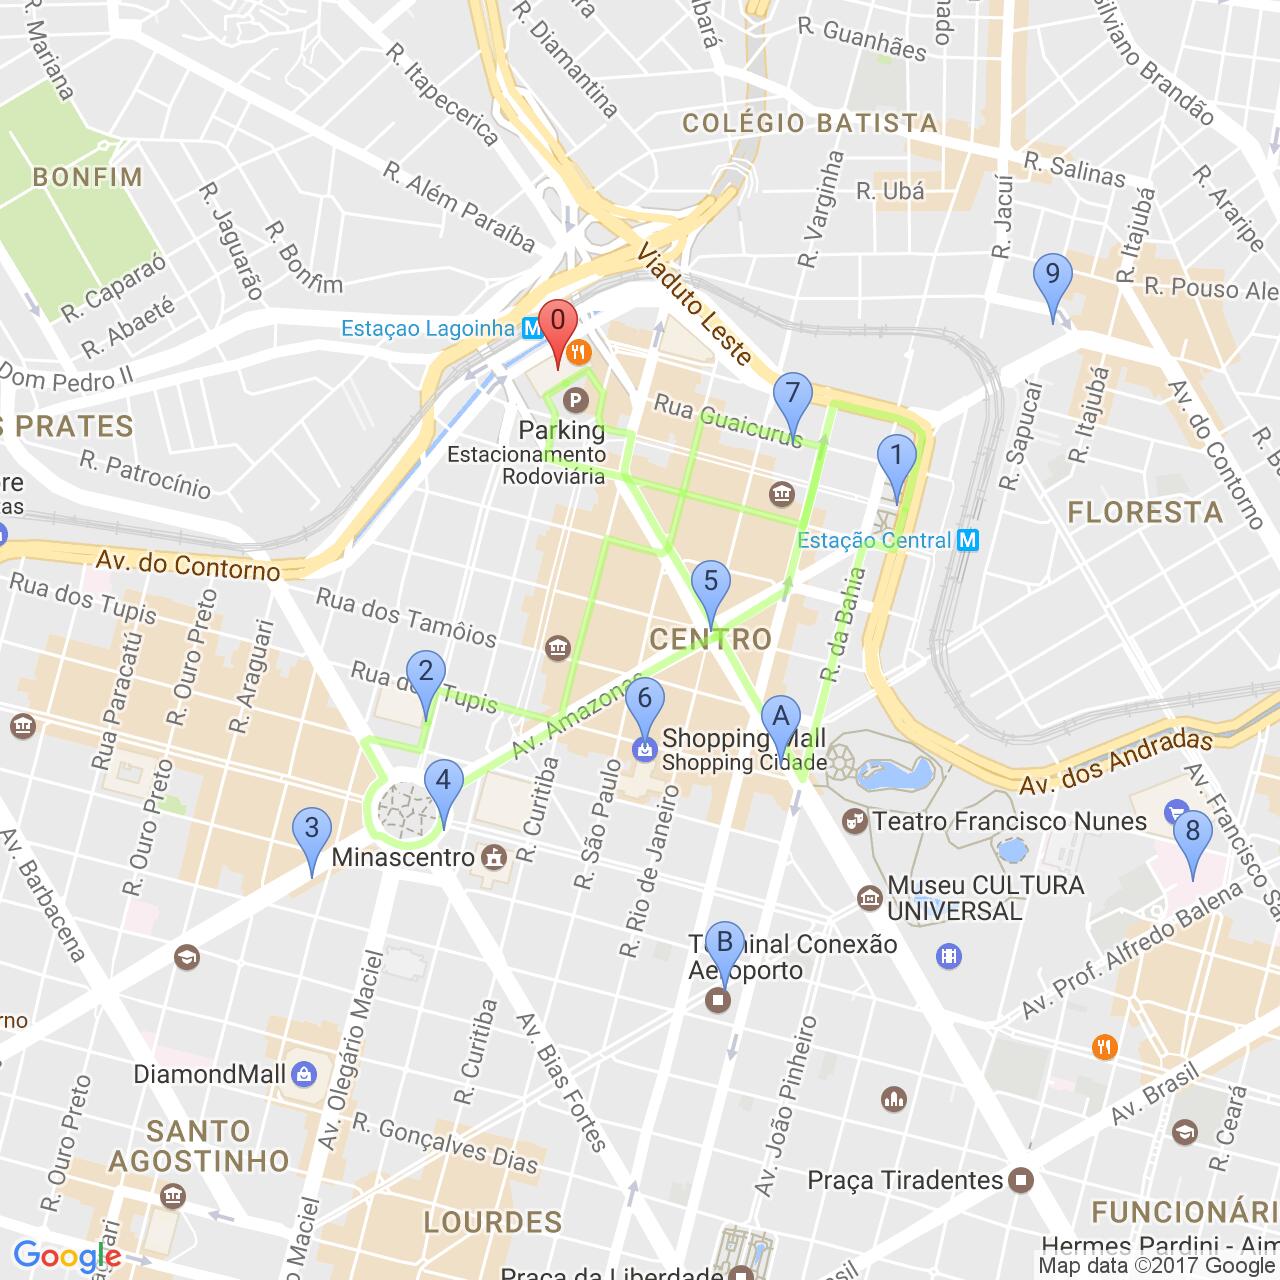 R. Mariana
R. Itapecerica
R. Diamantina
R. Guanhães
Silviano Brandão
COLÉGIO BATISTA
BONFIM
R. Além Paraíba
R. Jaguarão
R. Bonfim
R. Varginha
R. Ubá
R. Salinas
R. Jacuí
R. Itajubá
R. Araripe
R. Caparaó
R. Abaeté
Viaduto Leste
9
R. Pouso Ale
Estaçao Lagoinha
M
0
Dom Pedro II
S PRATES
R. Patrocínio
P
Parking
Estacionamento
Rodoviária
Rua Guaicurus
7
1
R. Sapucaí
R. Itajubá
Av. do Contorno
FLORESTA
Estação Central
M
Av. do Contorno
Rua dos Tupis
Rua dos Tamôios
R. Ouro Preto
Rua Paracatú
R. Araguari
5
CENTRO
R. da Bahia
2
Tupis
Av. Amazonas
6
A
Shopping Mall
Shopping Cidade
Av. dos Andradas
4
3
R. Ouro Preto
Minascentro
R. Curitiba
R. São Paulo
R. Rio de Janeiro
Teatro Francisco Nunes
8
Museu CULTURA
UNIVERSAL
Av. Barbacena
B
Conexão
Av. Prof. Alfredo Balena
rno
Av. Olegário Maciel
R. Curitiba
Av. Bias Fortes
Av. João Pinheiro
DiamondMall
R. Ouro Preto
R. Gonçalves Dias
Av. Brasil
R. Ceará
SANTO
AGOSTINHO
Praça Tiradentes
LOURDES
FUNCIONÁRI
Hermes Pardini - Aim
Praça da Liberdade
Google
Map data ©2017 Google